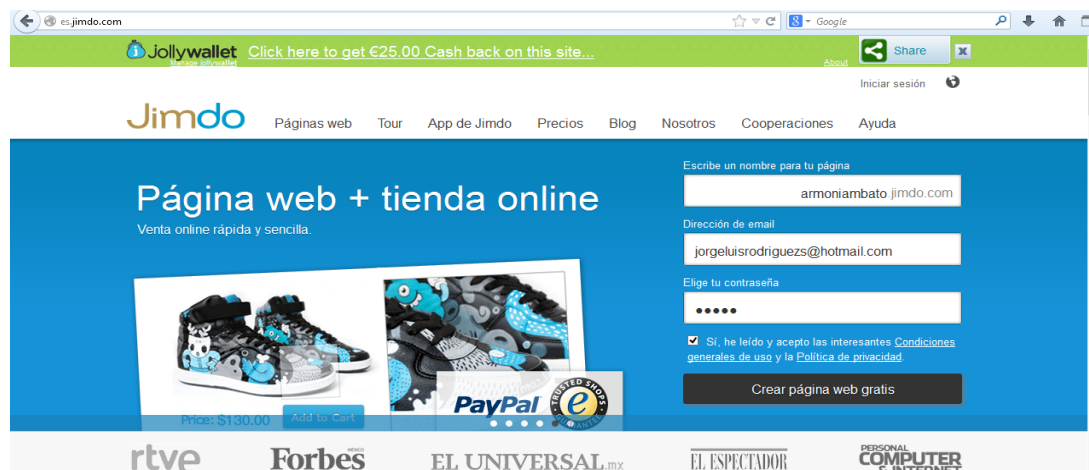 es.jimdo.com
Google
Jollywallet Click here to get €25.00 Cash back on this site...
Manage jollywallet
About
Share
Iniciar sesión
Jimdo Páginas web Tour App de Jimdo Precios Blog Nosotros Cooperaciones Ayuda
Página web + tienda online
Venta online rápida y sencilla.
Escribe un nombre para tu página
armoniambato.jimdo.com
Dirección de email
jorgeluisrodriguezs@hotmail.com
Elige tu contraseña
•••••
Sí, he leído y acepto las interesantes Condiciones
generales de uso y la Política de privacidad.
Crear página web gratis
Price: $130.00 Add to Cart
PayPal
TRUSTED SHOPS
GUARANTEE
rtve Forbes MÉXICO EL UNIVERSAL.mx EL ESPECTADOR PERSONAL
COMPUTER
& INTERNET